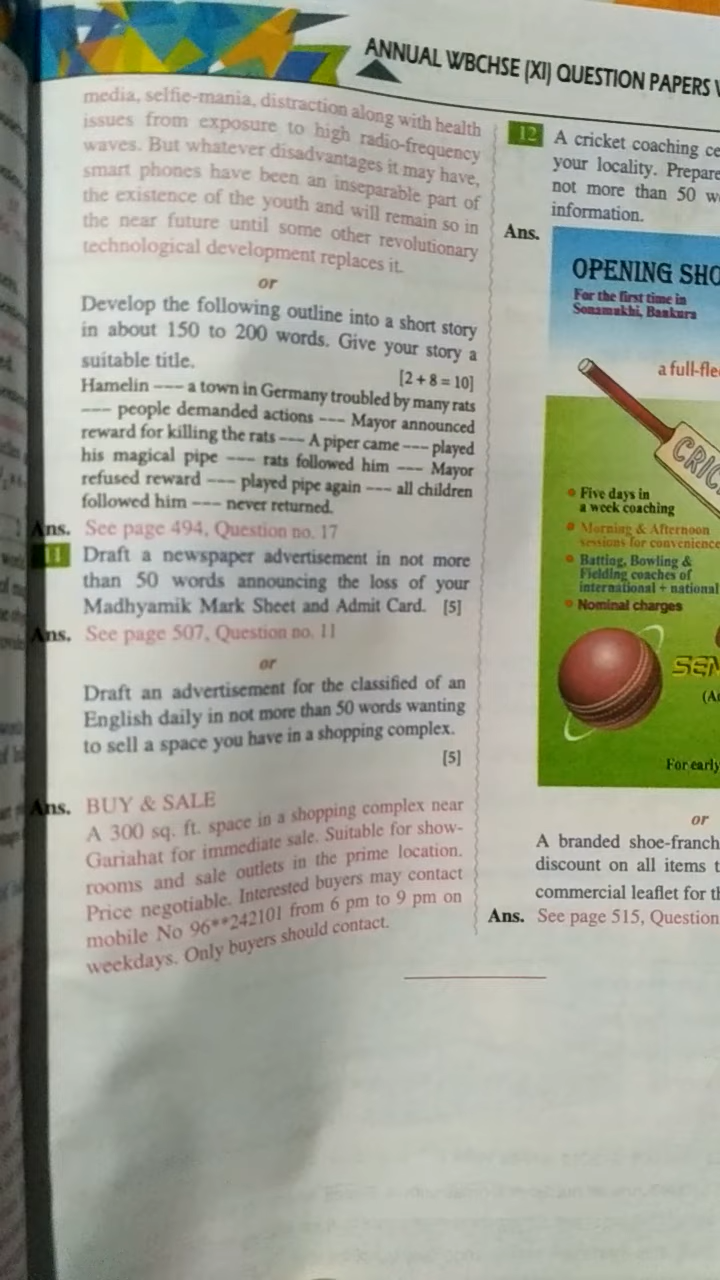 ANNUAL WBCHSE (XI) QUESTION PAPERS
media, selfie-mania, distraction along with health
issues from exposure to high radio-frequency
waves. But whatever disadvantages it may have,
smart phones have been an inseparable part of
the existence of the youth and will remain so in
the near future until some other revolutionary
technological development replaces it.
or
Develop the following outline into a short story
in about 150 to 200 words. Give your story a
suitable title.
[2 + 8 = 10]
Hamelin --- a town in Germany troubled by many rats
--- people demanded actions --- Mayor announced
reward for killing the rats --- A piper came --- played
his magical pipe --- rats followed him --- Mayor
refused reward --- played pipe again --- all children
followed him --- never returned.
Ans. See page 494, Question no. 17
11 Draft a newspaper advertisement in not more
than 50 words announcing the loss of your
Madhyamik Mark Sheet and Admit Card. [5]
Ans. See page 507, Question no. 11
or
Draft an advertisement for the classified of an
English daily in not more than 50 words wanting
to sell a space you have in a shopping complex.
[5]
Ans. BUY & SALE
A 300 sq. ft. space in a shopping complex near
Gariahat for immediate sale. Suitable for show-
rooms and sale outlets in the prime location.
Price negotiable. Interested buyers may contact
mobile No 96**242101 from 6 pm to 9 pm on
weekdays. Only buyers should contact.
12 A cricket coaching ce
your locality. Prepare
not more than 50 w
information.
Ans.
OPENING SHO
For the first time in
Sonamukhi, Bankura
a full-fle
CRIC
• Five days in
a week coaching
• Morning & Afternoon
sessions for convenience
• Batting, Bowling &
Fielding coaches of
international + national
• Nominal charges
SEN
For early
or
A branded shoe-franch
discount on all items t
commercial leaflet for th
Ans. See page 515, Question